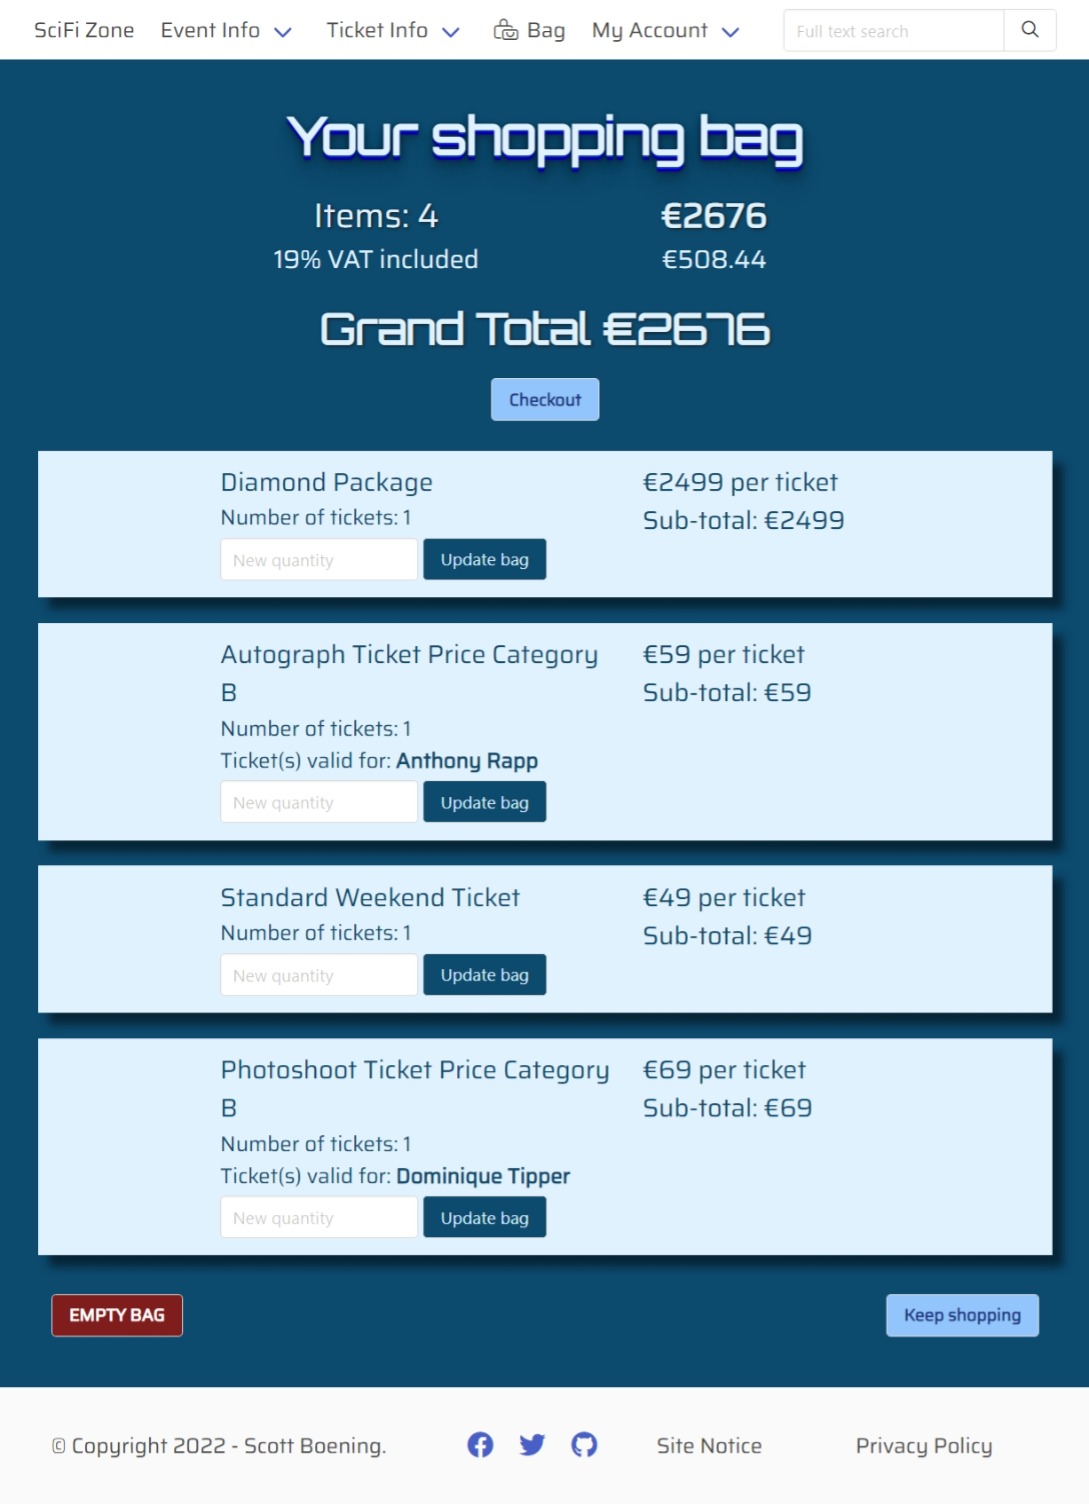 SciFi Zone Event Info Ticket Info Bag My Account Full text search
Your shopping bag
Items: 4 €2676
19% VAT included €508.44
Grand Total €2676
Checkout
Diamond Package €2499 per ticket
Number of tickets: 1 Sub-total: €2499
New quantity Update bag
Autograph Ticket Price Category €59 per ticket
B Sub-total: €59
Number of tickets: 1
Ticket(s) valid for: Anthony Rapp
New quantity Update bag
Standard Weekend Ticket €49 per ticket
Number of tickets: 1 Sub-total: €49
New quantity Update bag
Photoshoot Ticket Price Category €69 per ticket
B Sub-total: €69
Number of tickets: 1
Ticket(s) valid for: Dominique Tipper
New quantity Update bag
EMPTY BAG Keep shopping
© Copyright 2022 - Scott Boening. Site Notice Privacy Policy